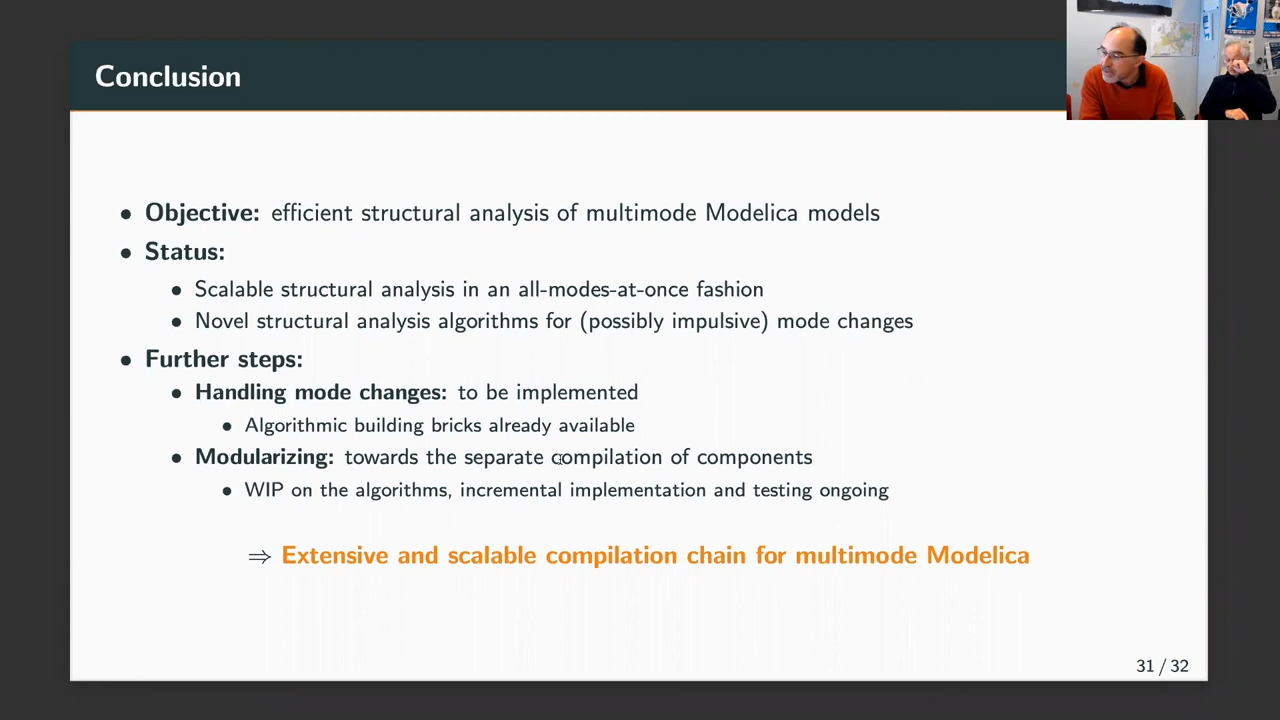 Conclusion
• Objective: efficient structural analysis of multimode Modelica models
• Status:
• Scalable structural analysis in an all-modes-at-once fashion
• Novel structural analysis algorithms for (possibly impulsive) mode changes
• Further steps:
• Handling mode changes: to be implemented
• Algorithmic building bricks already available
• Modularizing: towards the separate compilation of components
• WIP on the algorithms, incremental implementation and testing ongoing
⇒ Extensive and scalable compilation chain for multimode Modelica
31 / 32